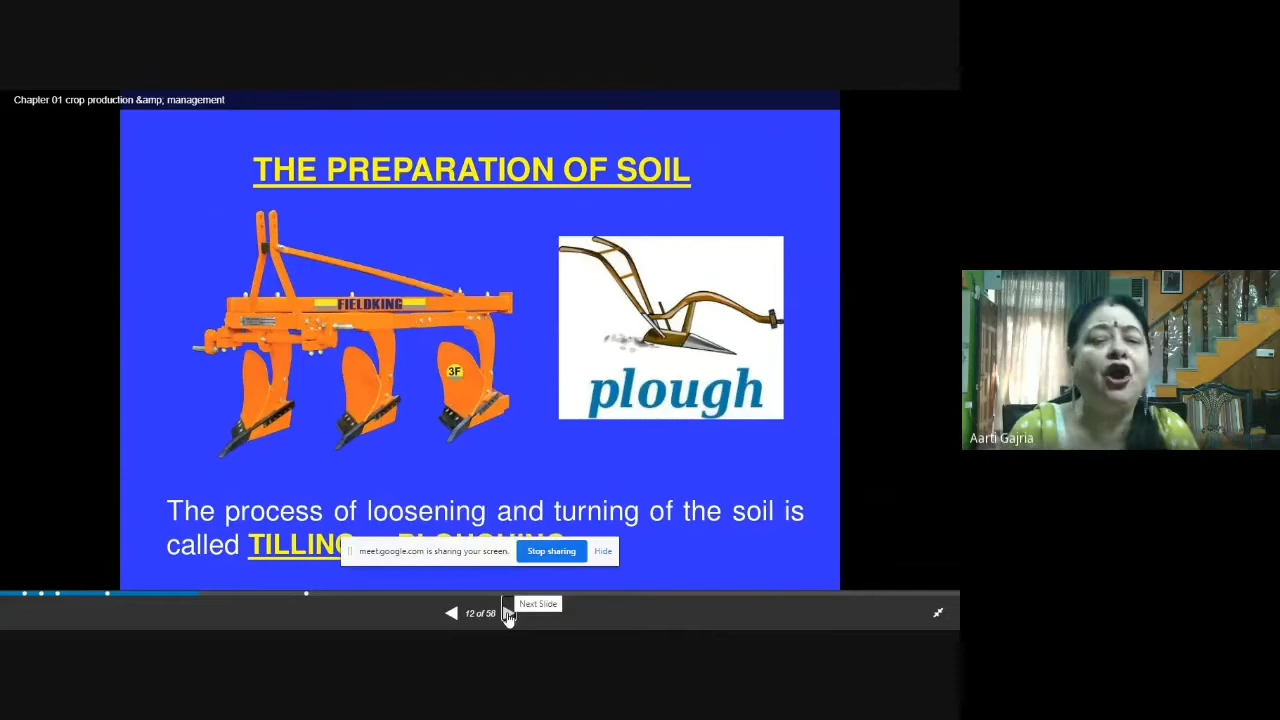 Chapter 01 crop production &amp; management
THE PREPARATION OF SOIL
FIELDKING
3F
plough
The process of loosening and turning of the soil is
called TILLING
meet.google.com is sharing your screen.
Stop sharing
Hide
Next Slide
12 of 58
Aarti Gajria